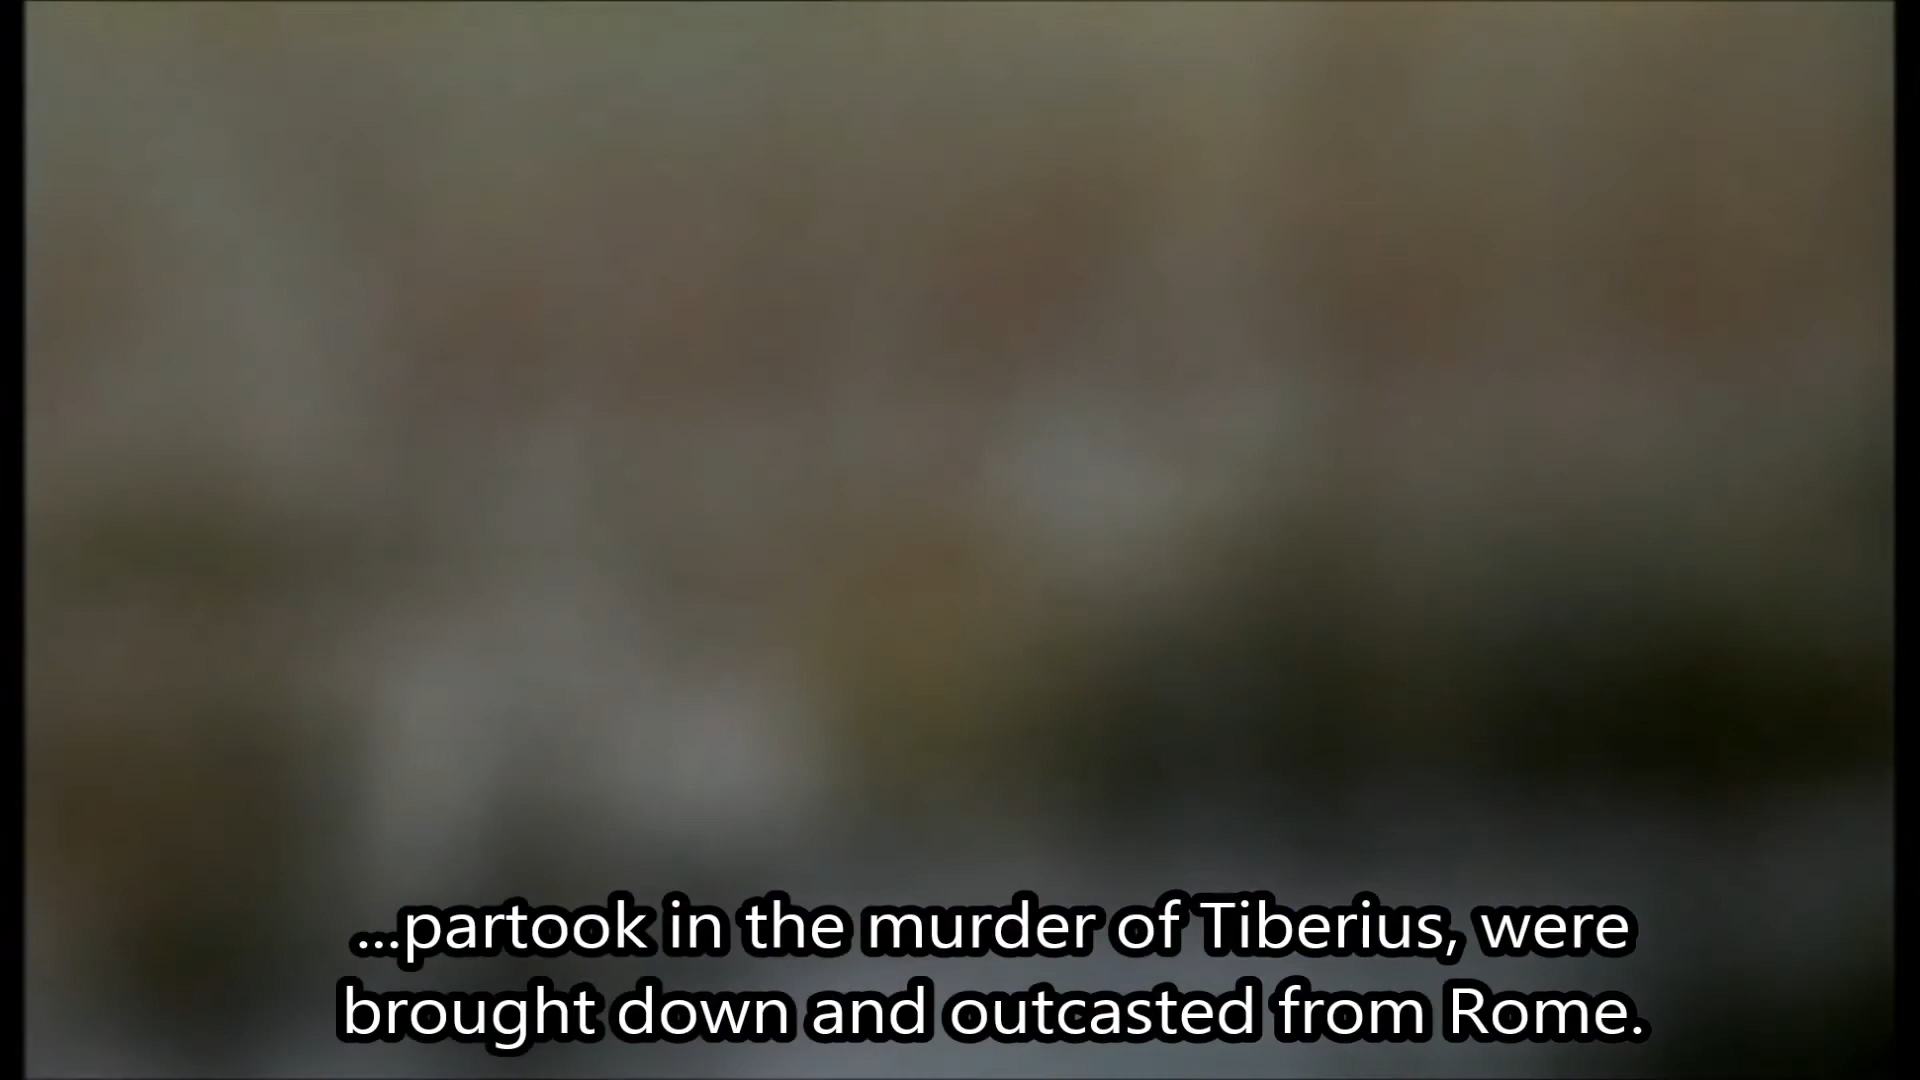 ...partook in the murder of Tiberius, were
brought down and outcasted from Rome.